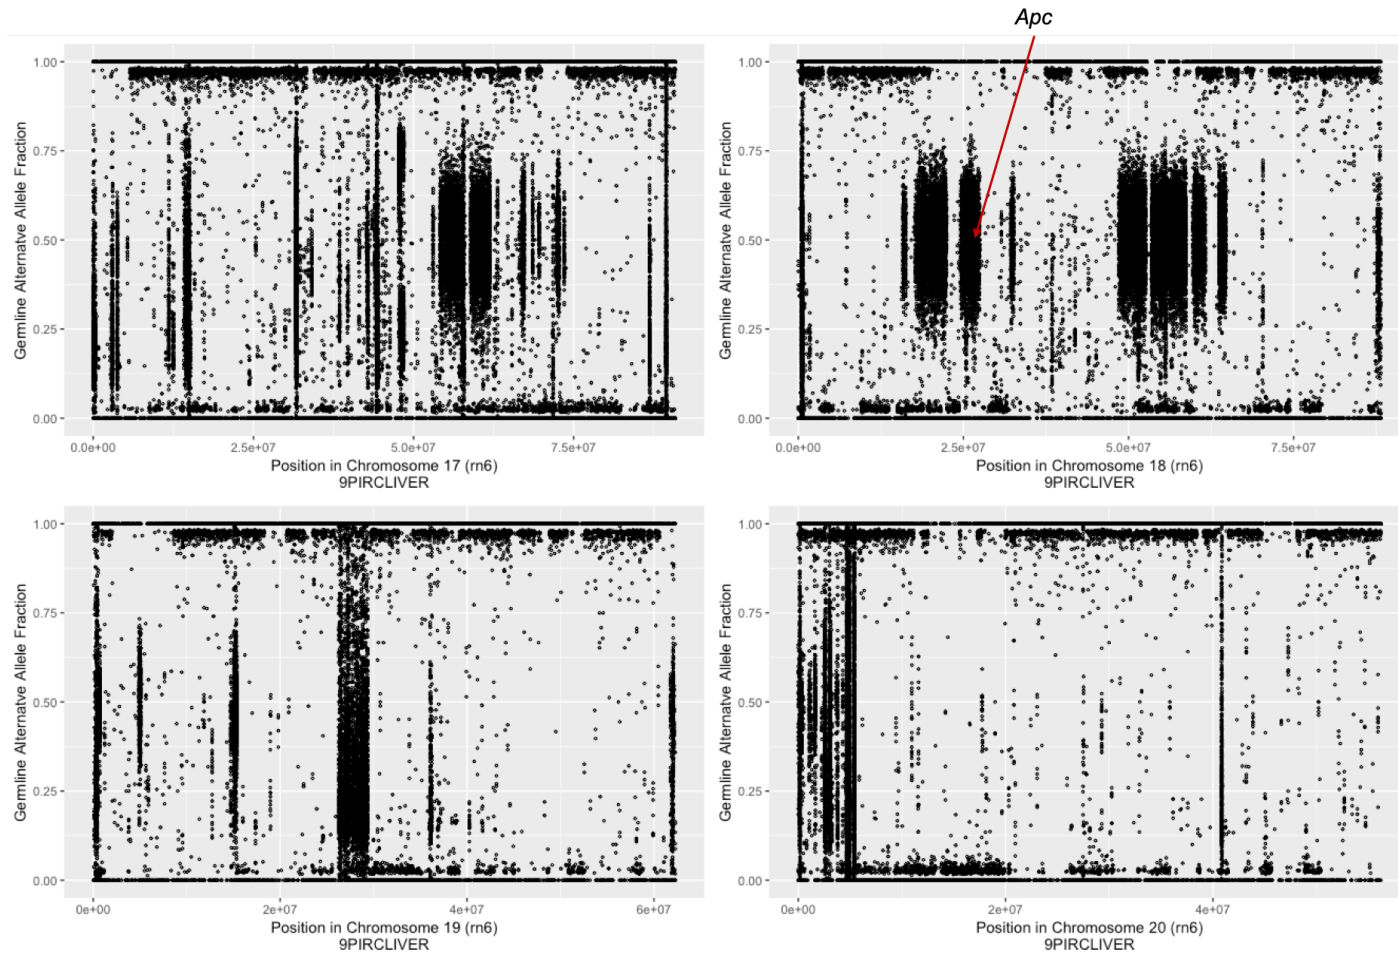 Apc
Germline Alternatve Allele Fraction
1.00
0.75
0.50
0.25
0.00
0.0e+00 2.5e+07 5.0e+07 7.5e+07
Position in Chromosome 17 (rn6)
9PIRCLIVER
Germline Alternatve Allele Fraction
1.00
0.75
0.50
0.25
0.00
0.0e+00 2.5e+07 5.0e+07 7.5e+07
Position in Chromosome 18 (rn6)
9PIRCLIVER
Germline Alternatve Allele Fraction
1.00
0.75
0.50
0.25
0.00
0e+00 2e+07 4e+07 6e+07
Position in Chromosome 19 (rn6)
9PIRCLIVER
Germline Alternatve Allele Fraction
1.00
0.75
0.50
0.25
0.00
0e+00 2e+07 4e+07
Position in Chromosome 20 (rn6)
9PIRCLIVER